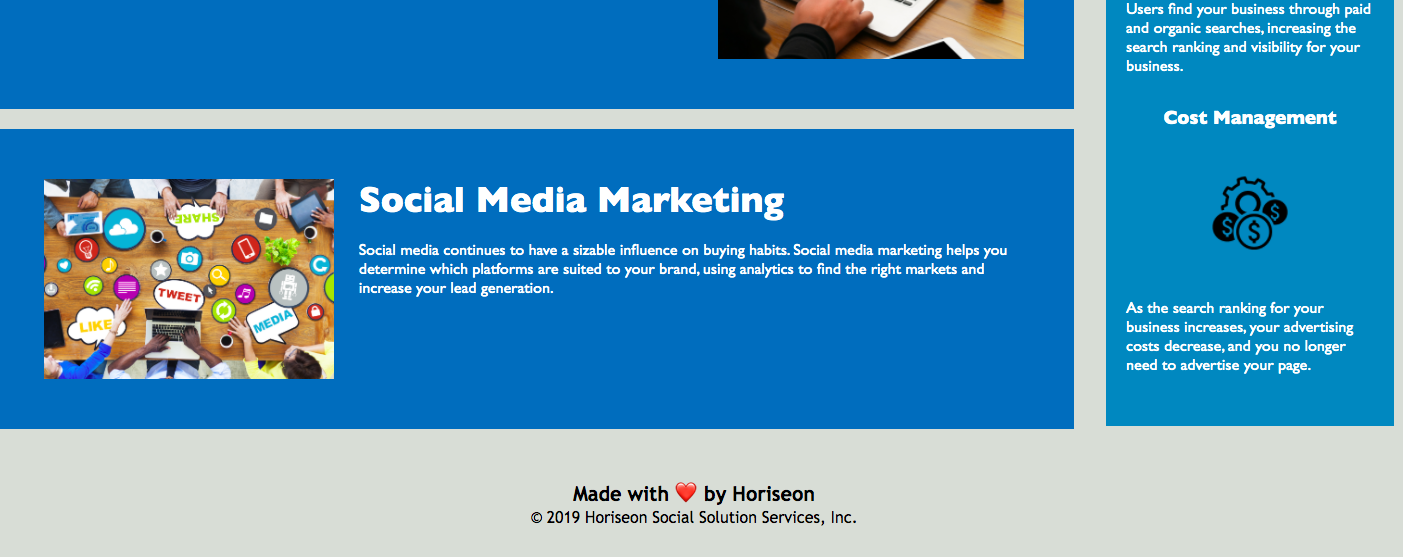 Users find your business through paid
and organic searches, increasing the
search ranking and visibility for your
business.
Cost Management
As the search ranking for your
business increases, your advertising
costs decrease, and you no longer
need to advertise your page.
SHARE
TWEET
LIKE
MEDIA
Social Media Marketing
Social media continues to have a sizable influence on buying habits. Social media marketing helps you
determine which platforms are suited to your brand, using analytics to find the right markets and
increase your lead generation.
Made with ❤️ by Horiseon
© 2019 Horiseon Social Solution Services, Inc.